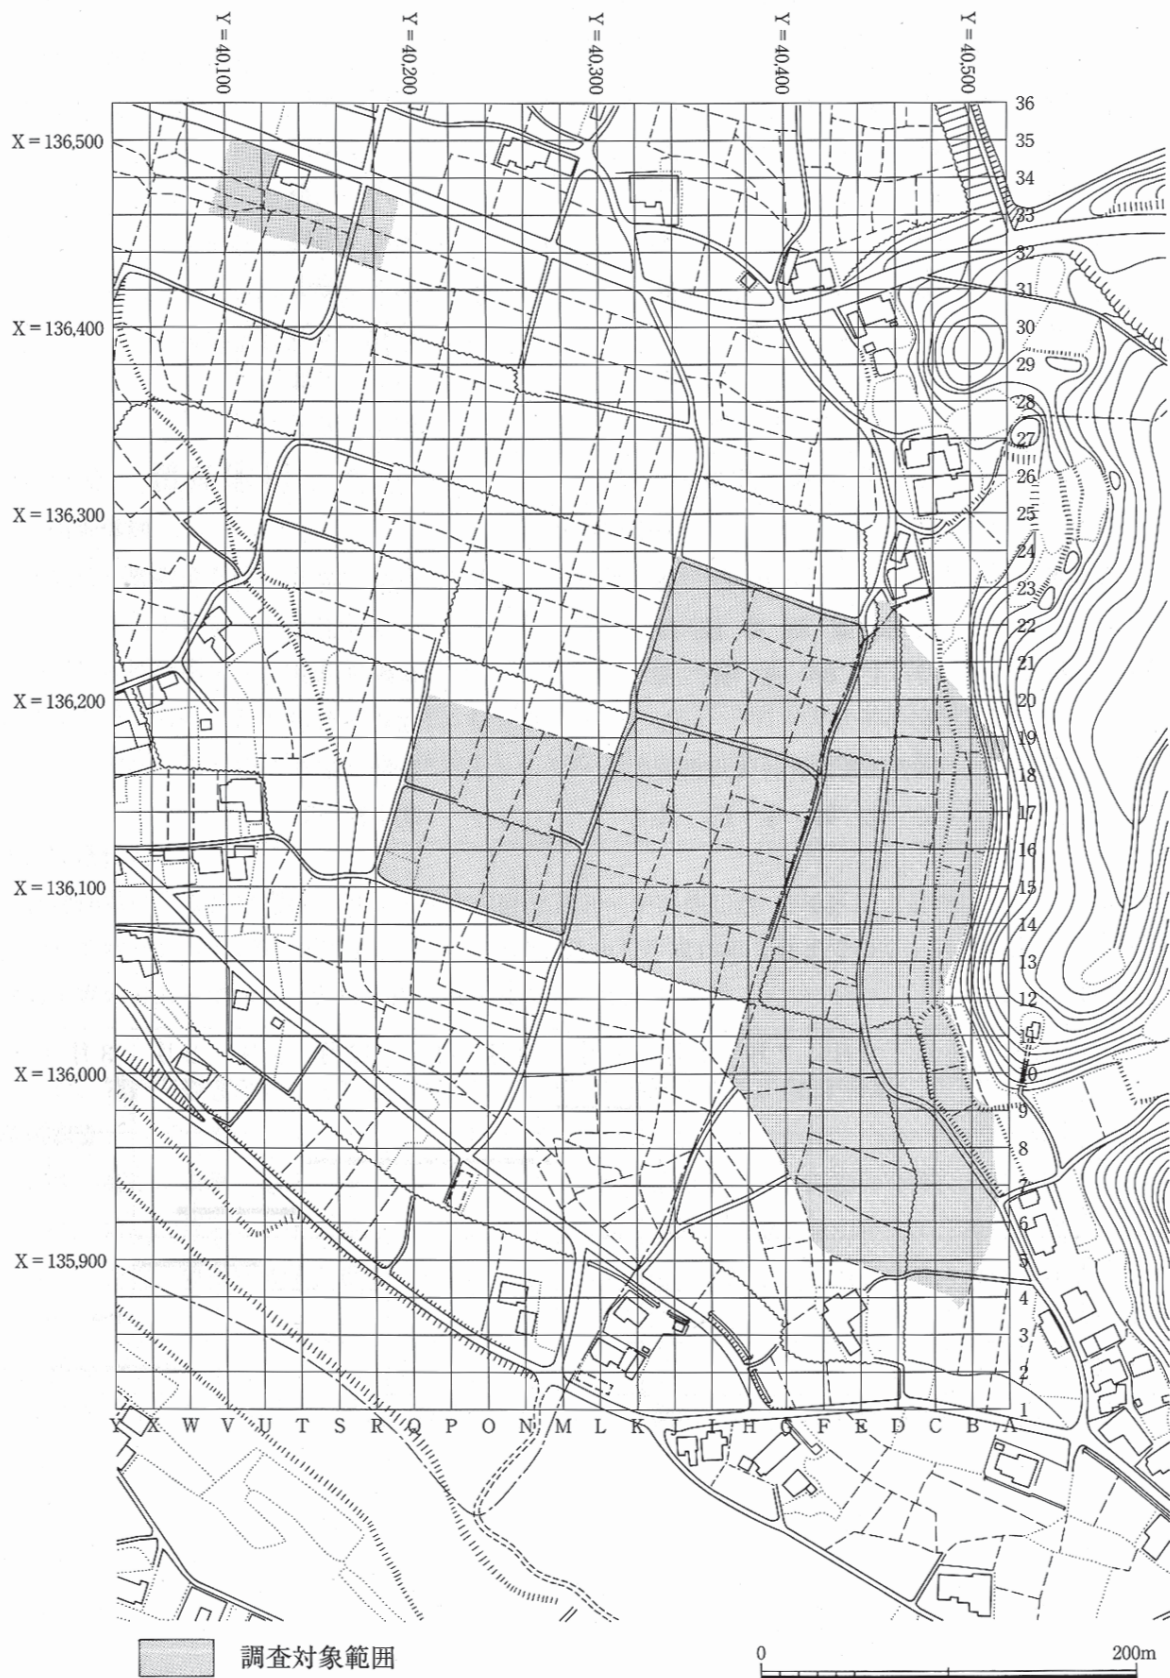 Y = 40,100
Y = 40,200
Y = 40,300
Y = 40,400
Y = 40,500
X = 136,500
X = 136,400
X = 136,300
X = 136,200
X = 136,100
X = 136,000
X = 135,900
36
35
34
33
32
31
30
29
28
27
26
25
24
23
22
21
20
19
18
17
16
15
14
13
12
11
10
9
8
7
6
5
4
3
2
1
Y X W V U T S R Q P O N M L K J I H G F E D C B A
調査対象範囲
0 200m